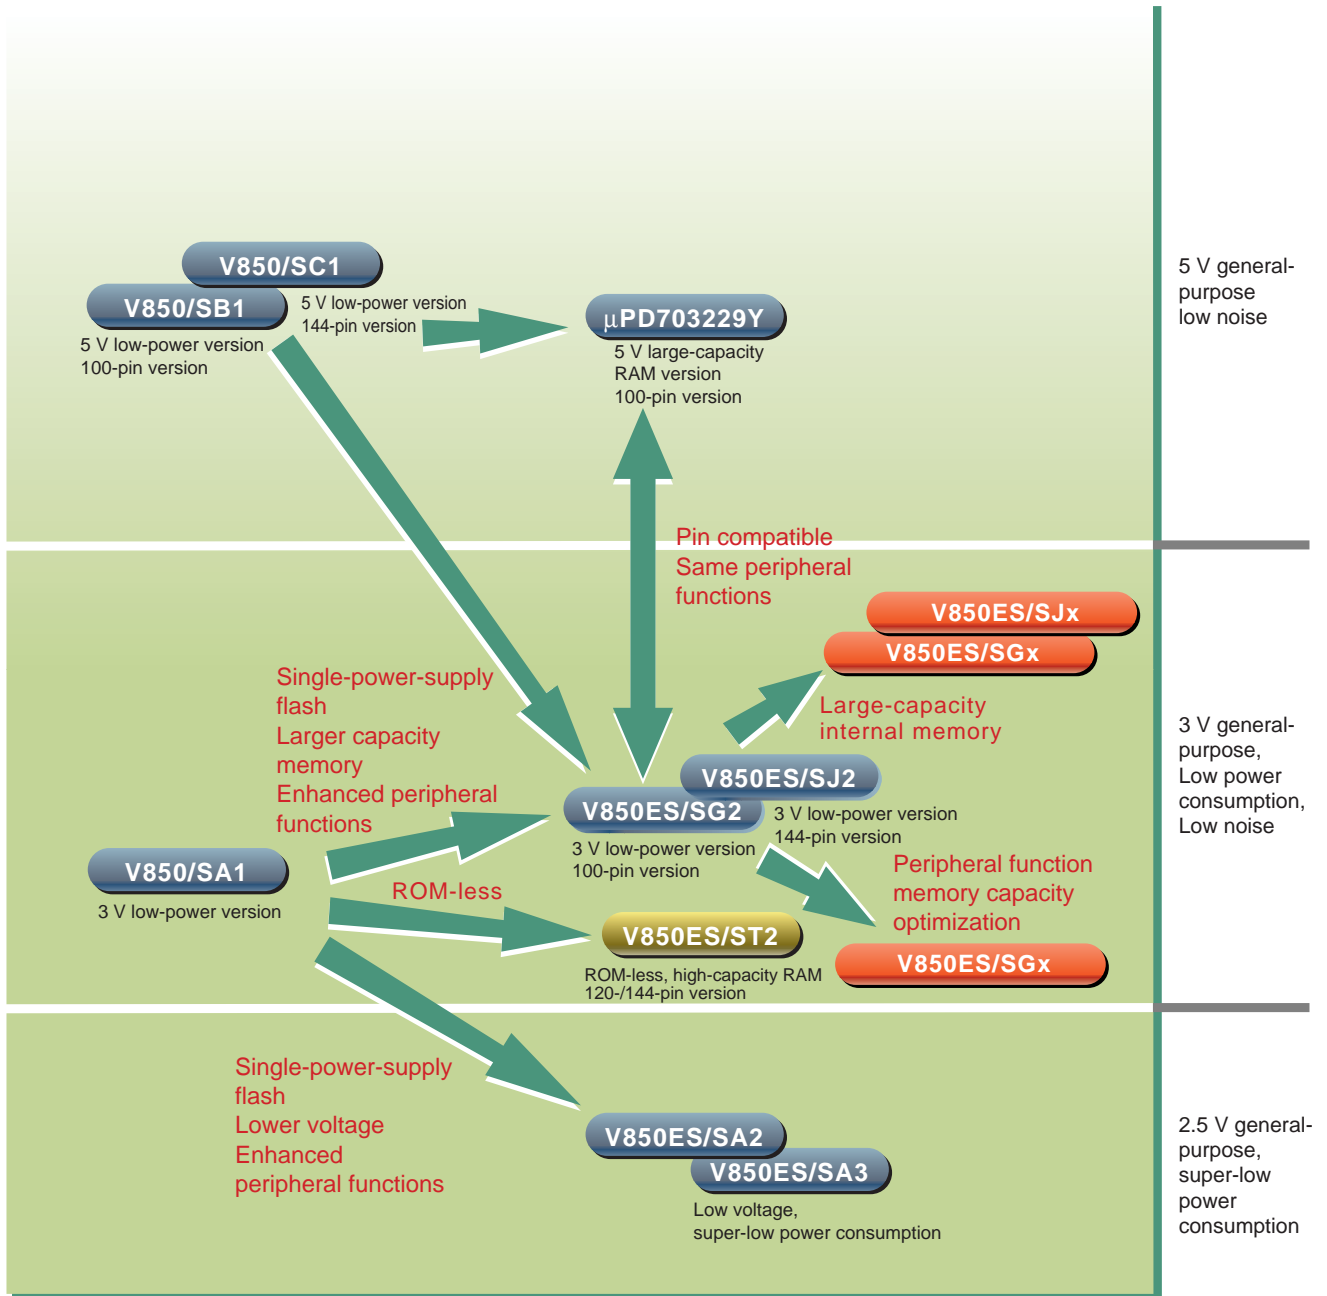 V850/SC1
5 V low-power version
144-pin version
V850/SB1
5 V low-power version
100-pin version
µPD703229Y
5 V large-capacity
RAM version
100-pin version
5 V general-
purpose
low noise
Pin compatible
Same peripheral
functions
V850ES/SJx
V850ES/SGx
Large-capacity
internal memory
Single-power-supply
flash
Larger capacity
memory
Enhanced peripheral
functions
V850ES/SJ2
3 V low-power version
144-pin version
V850ES/SG2
3 V low-power version
100-pin version
3 V general-
purpose,
Low power
consumption,
Low noise
V850/SA1
3 V low-power version
ROM-less
V850ES/ST2
ROM-less, high-capacity RAM
120-/144-pin version
Peripheral function
memory capacity
optimization
V850ES/SGx
Single-power-supply
flash
Lower voltage
Enhanced
peripheral functions
V850ES/SA2
V850ES/SA3
Low voltage,
super-low power consumption
2.5 V general-
purpose,
super-low
power
consumption